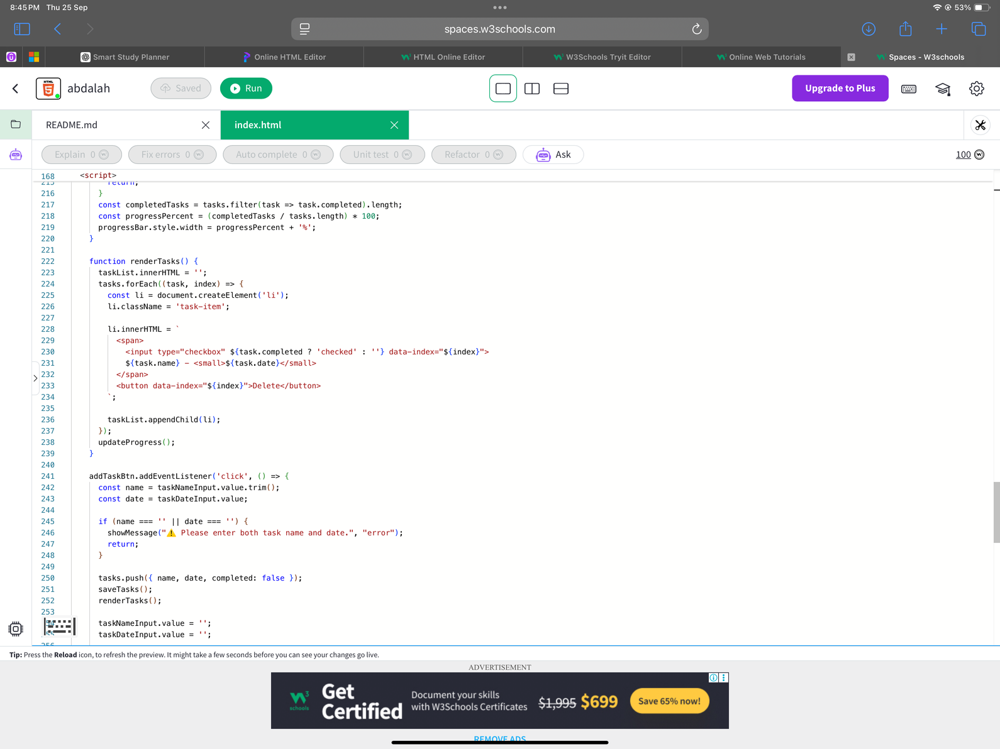 8:45 PM Thu 25 Sep
53%
spaces.w3schools.com
Smart Study Planner
Online HTML Editor
HTML Online Editor
W3Schools Tryit Editor
Online Web Tutorials
Spaces - W3schools
HTML
5
abdalah
Saved
Run
Upgrade to Plus
README.md
index.html
Explain 0
Fix errors 0
Auto complete 0
Unit test 0
Refactor 0
Ask
100
168 <script>
215 return;
216 }
217 const completedTasks = tasks.filter(task => task.completed).length;
218 const progressPercent = (completedTasks / tasks.length) * 100;
219 progressBar.style.width = progressPercent + '%';
220 }
221
222 function renderTasks() {
223 taskList.innerHTML = '';
224 tasks.forEach((task, index) => {
225 const li = document.createElement('li');
226 li.className = 'task-item';
227
228 li.innerHTML = `
229 <span>
230 <input type="checkbox" ${task.completed ? 'checked' : ''} data-index="${index}">
231 ${task.name} - <small>${task.date}</small>
232 </span>
233 <button data-index="${index}">Delete</button>
234 `;
235
236 taskList.appendChild(li);
237 });
238 updateProgress();
239 }
240
241 addTaskBtn.addEventListener('click', () => {
242 const name = taskNameInput.value.trim();
243 const date = taskDateInput.value;
244
245 if (name === '' || date === '') {
246 showMessage("⚠️ Please enter both task name and date.", "error");
247 return;
248 }
249
250 tasks.push({ name, date, completed: false });
251 saveTasks();
252 renderTasks();
253
taskNameInput.value = '';
taskDateInput.value = '';
256
Tip: Press the Reload icon, to refresh the preview. It might take a few seconds before you can see your changes go live.
ADVERTISEMENT
w3 schools
Get Certified
Document your skills
with W3Schools Certificates
$1,995 $699
Save 65% now!
REMOVE ADS